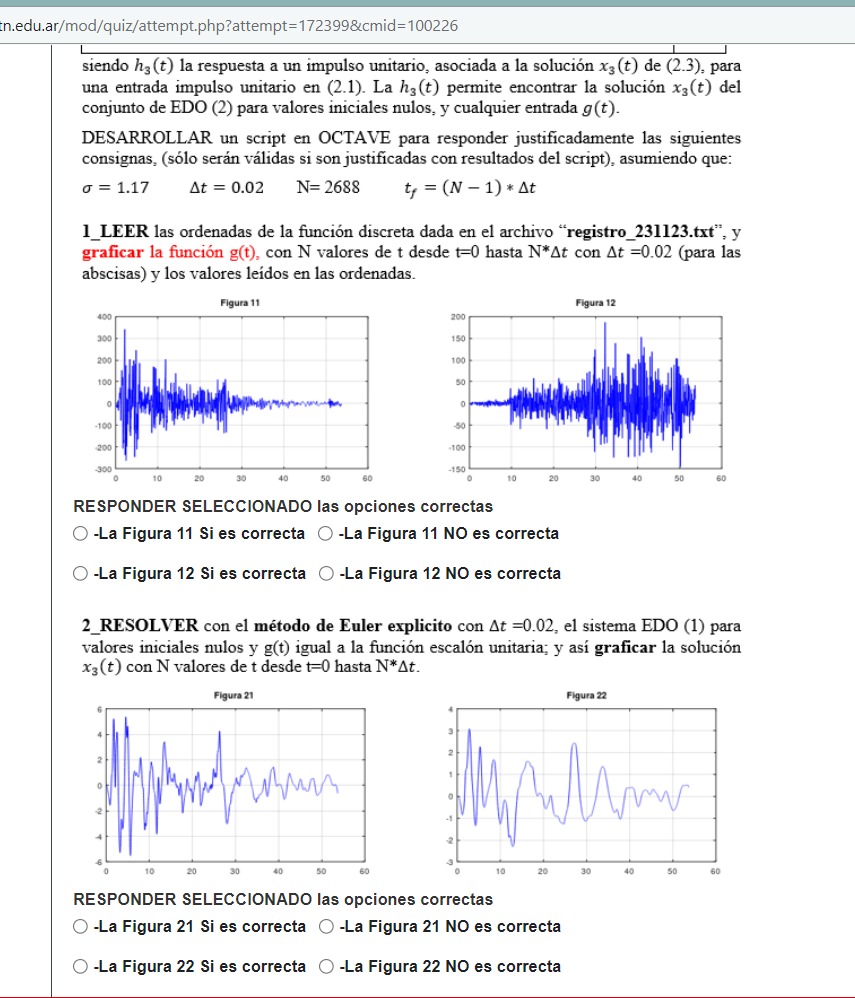 tn.edu.ar/mod/quiz/attempt.php?attempt=172399&cmid=100226
siendo h₃(t) la respuesta a un impulso unitario, asociada a la solución x₃(t) de (2.3), para
una entrada impulso unitario en (2.1). La h₃(t) permite encontrar la solución x₃(t) del
conjunto de EDO (2) para valores iniciales nulos, y cualquier entrada g(t).
DESARROLLAR un script en OCTAVE para responder justificadamente las siguientes
consignas, (sólo serán válidas si son justificadas con resultados del script), asumiendo que:
σ = 1.17 Δt = 0.02 N= 2688 t_f = (N − 1) ∗ Δt
1_LEER las ordenadas de la función discreta dada en el archivo “registro_231123.txt”, y
graficar la función g(t), con N valores de t desde t=0 hasta N*Δt con Δt =0.02 (para las
abscisas) y los valores leídos en las ordenadas.
Figura 11
400
300
200
100
0
-100
-200
-300
0 10 20 30 40 50 60
Figura 12
200
150
100
50
0
-50
-100
-150
0 10 20 30 40 50 60
RESPONDER SELECCIONADO las opciones correctas
-La Figura 11 Si es correcta -La Figura 11 NO es correcta
-La Figura 12 Si es correcta -La Figura 12 NO es correcta
2_RESOLVER con el método de Euler explicito con Δt =0.02, el sistema EDO (1) para
valores iniciales nulos y g(t) igual a la función escalón unitaria; y así graficar la solución
x₃(t) con N valores de t desde t=0 hasta N*Δt.
Figura 21
6
4
2
0
-2
-4
-6
0 10 20 30 40 50 60
Figura 22
4
3
2
1
0
-1
-2
-3
0 10 20 30 40 50 60
RESPONDER SELECCIONADO las opciones correctas
-La Figura 21 Si es correcta -La Figura 21 NO es correcta
-La Figura 22 Si es correcta -La Figura 22 NO es correcta